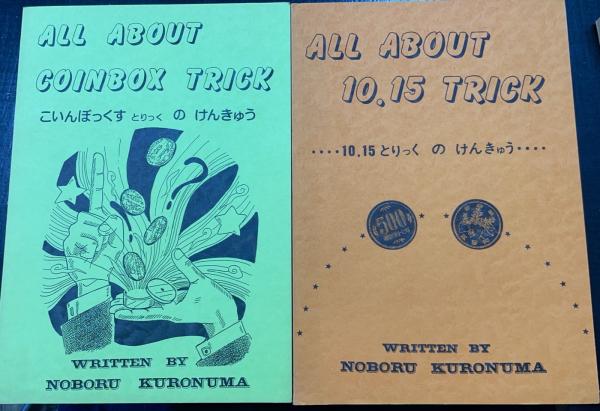 ALL ABOUT
COINBOX TRICK
こいんぼっくす とりっく の けんきゅう
WRITTEN BY
NOBORU KURONUMA
ALL ABOUT
10,15 TRICK
････10,15とりっく の けんきゅう････
500
WRITTEN BY
NOBORU KURONUMA